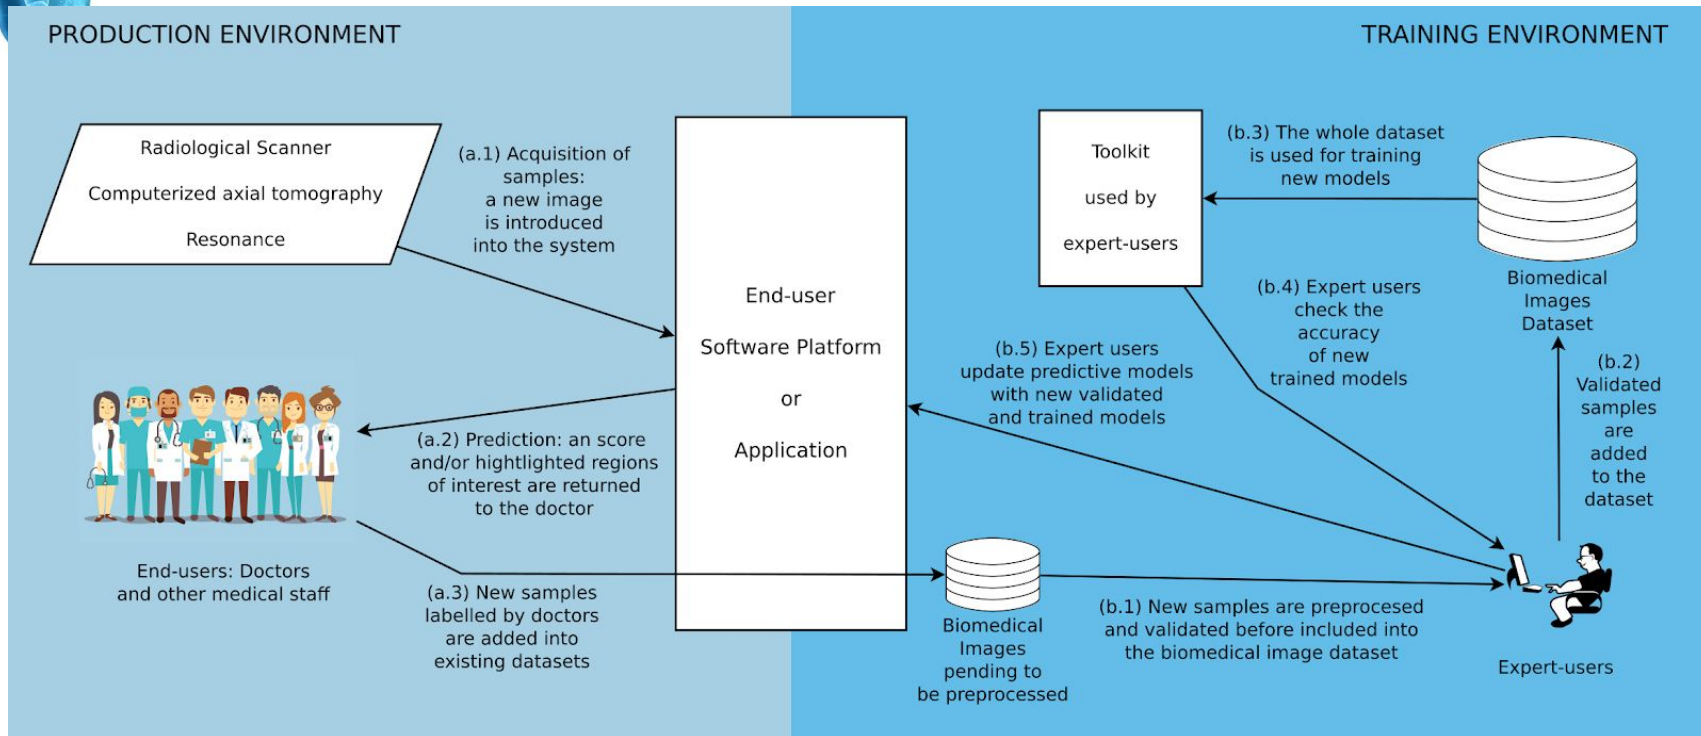 PRODUCTION ENVIRONMENT
TRAINING ENVIRONMENT
Radiological Scanner
Computerized axial tomography
Resonance
(a.1) Acquisition of
samples:
a new image
is introduced
into the system
End-user
Software Platform
or
Application
(a.2) Prediction: an score
and/or hightlighted regions
of interest are returned
to the doctor
End-users: Doctors
and other medical staff
(a.3) New samples
labelled by doctors
are added into
existing datasets
Biomedical
Images
pending to
be preprocessed
(b.1) New samples are preprocesed
and validated before included into
the biomedical image dataset
Expert-users
(b.2)
Validated
samples
are
added
to the
dataset
Biomedical
Images
Dataset
(b.3) The whole dataset
is used for training
new models
Toolkit
used by
expert-users
(b.4) Expert users
check the
accuracy
of new
trained models
(b.5) Expert users
update predictive models
with new validated
and trained models